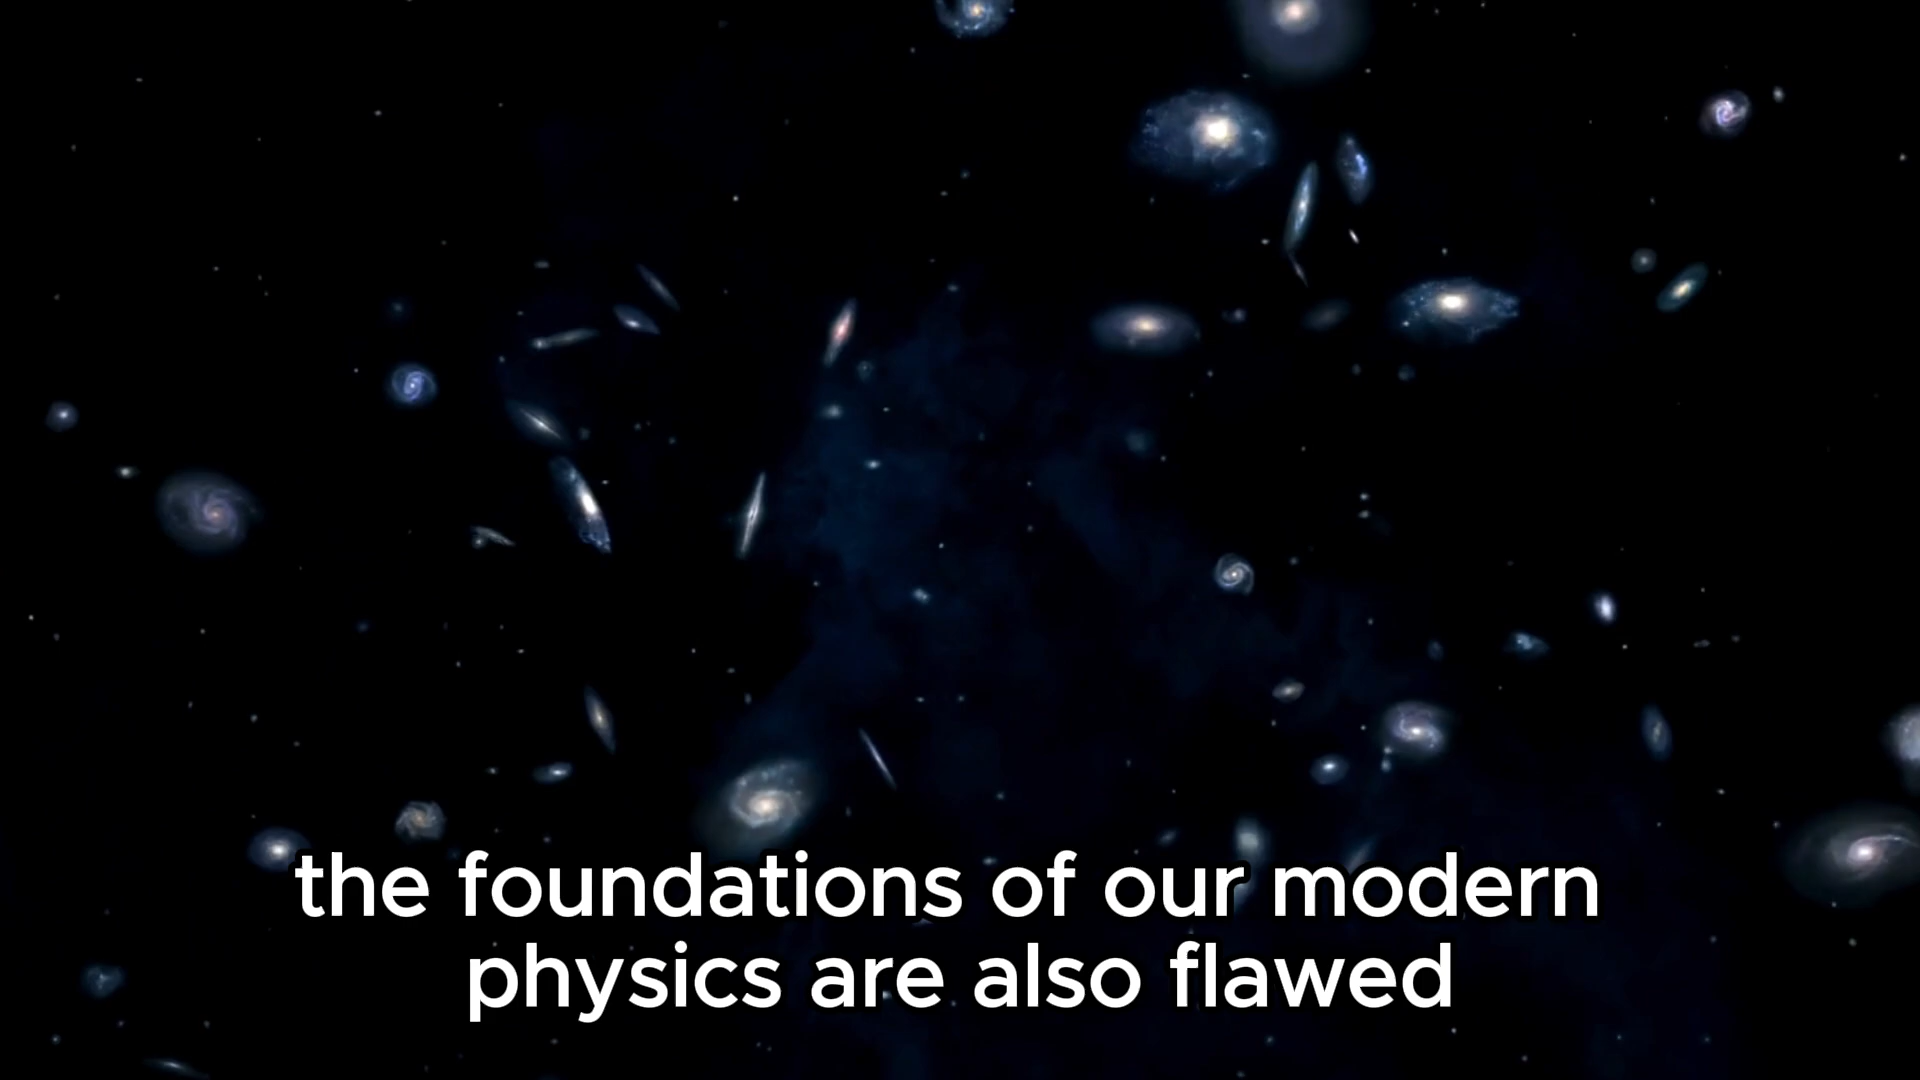 the foundations of our modern
physics are also flawed